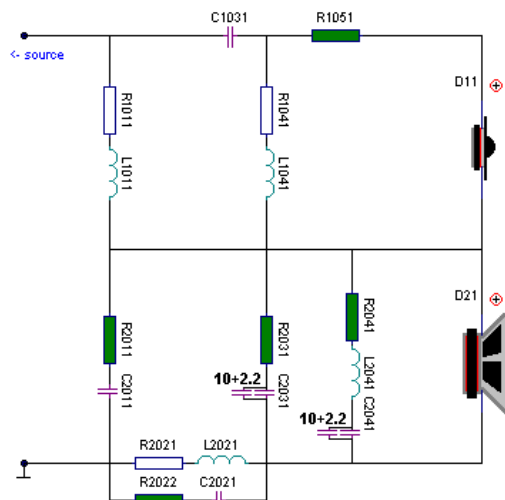 C1031
R1051
<- source
D11
R1011
R1041
L1011
L1041
D21
R2011
R2031
R2041
L2041
10+2.2
C2011
C2031
10+2.2
C2041
R2021
L2021
R2022
C2021